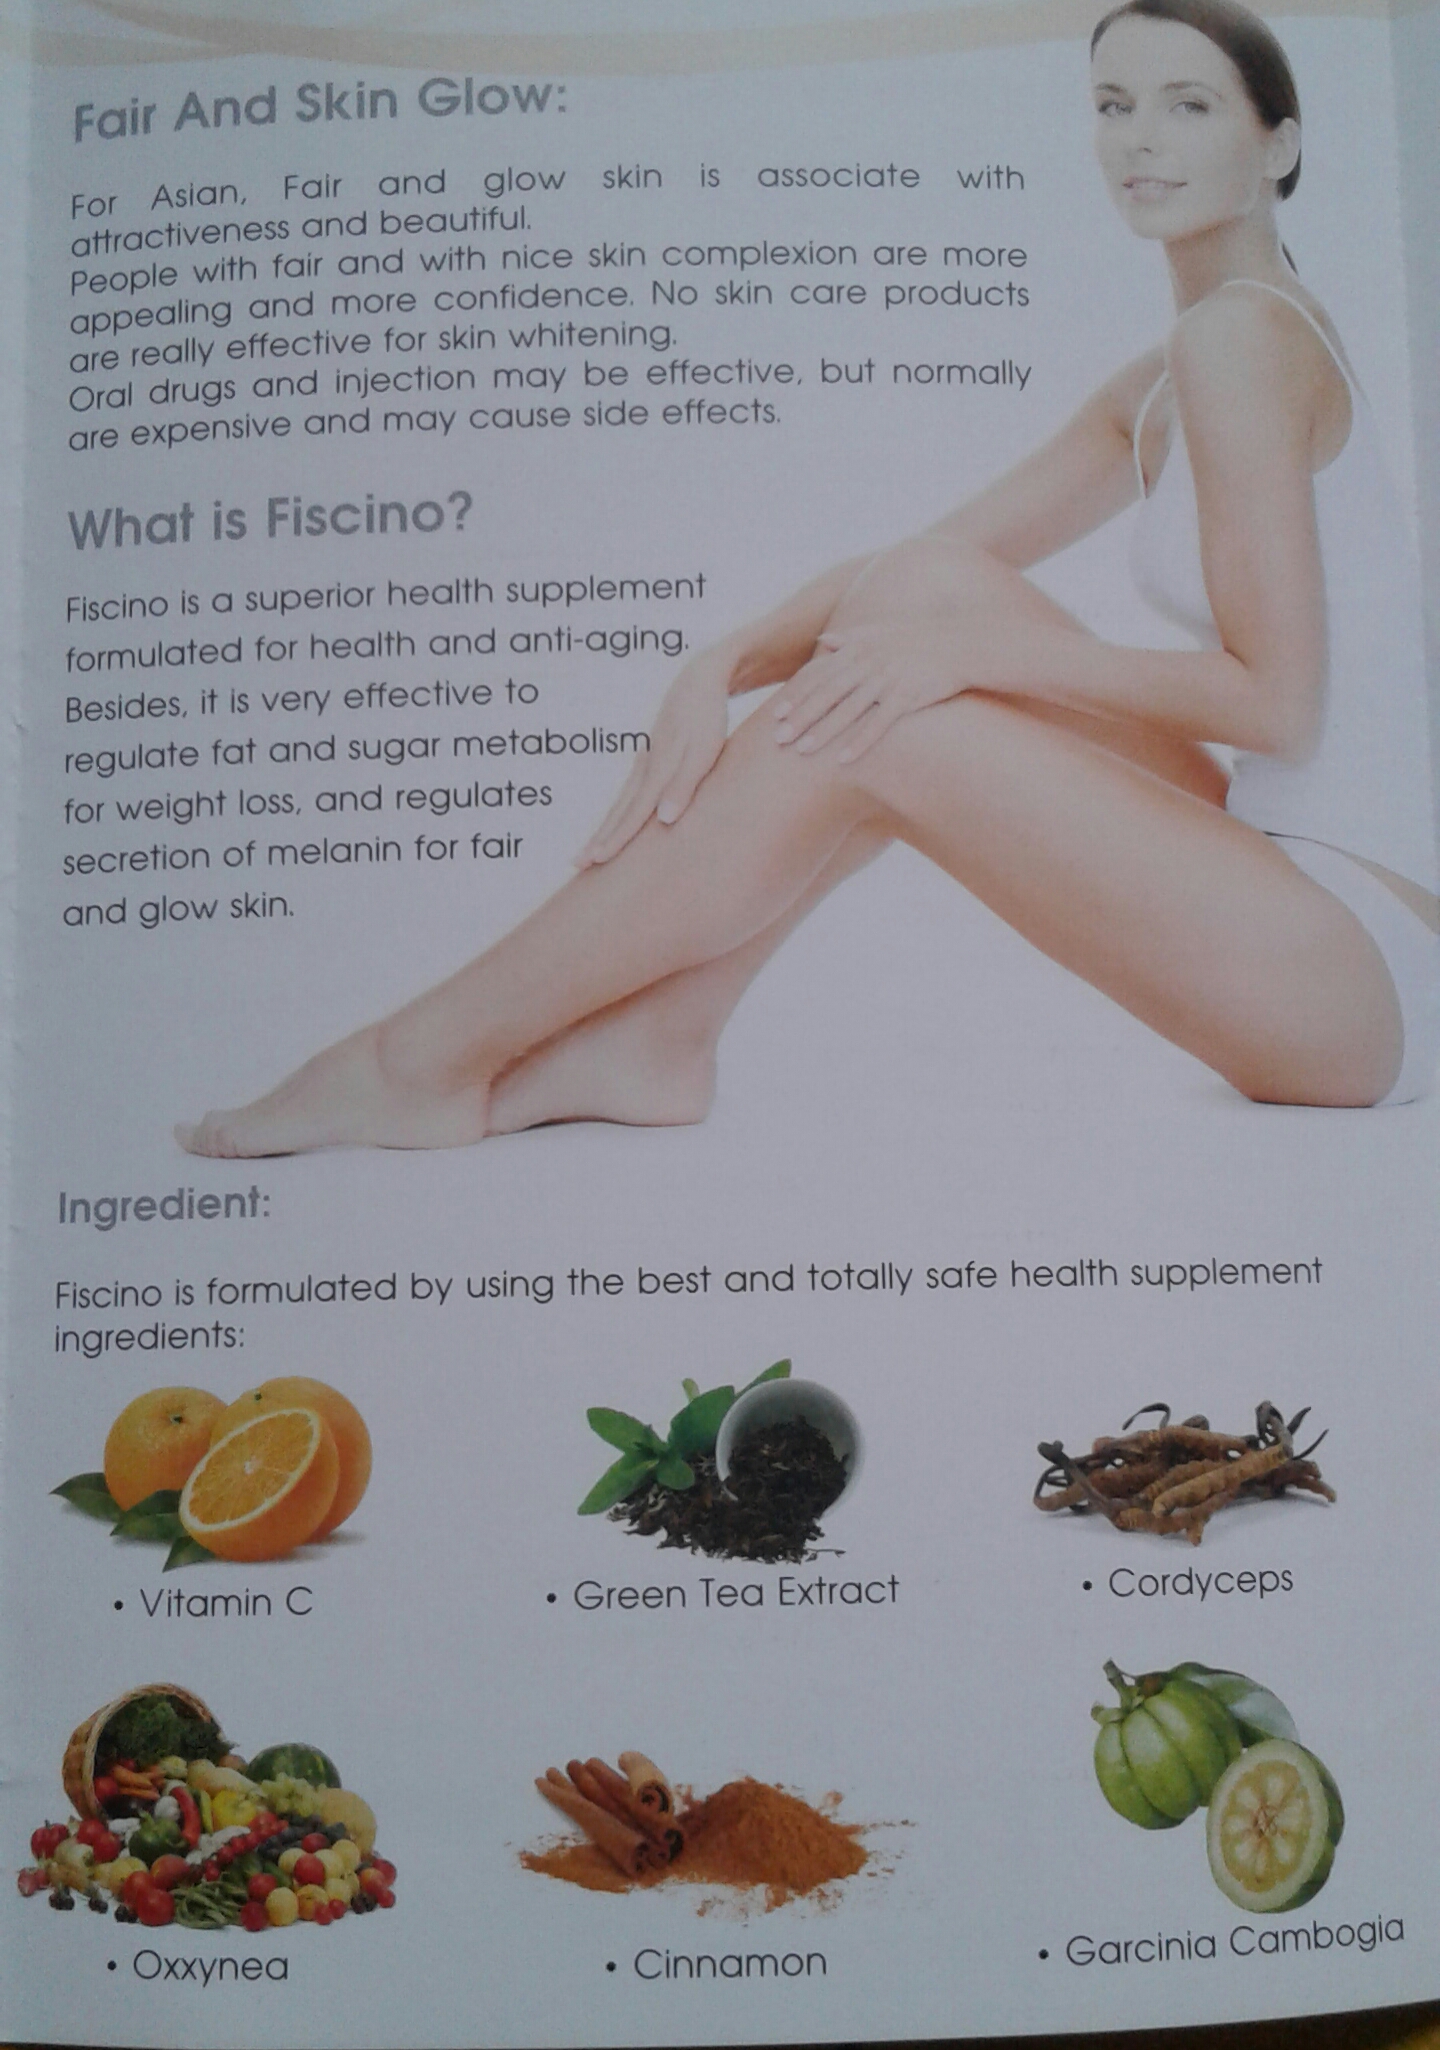 Fair And Skin Glow:
For Asian, Fair and glow skin is associate with
attractiveness and beautiful.
People with fair and with nice skin complexion are more
appealing and more confidence. No skin care products
are really effective for skin whitening.
Oral drugs and injection may be effective, but normally
are expensive and may cause side effects.
What is Fiscino?
Fiscino is a superior health supplement
formulated for health and anti-aging.
Besides, it is very effective to
regulate fat and sugar metabolism
for weight loss, and regulates
secretion of melanin for fair
and glow skin.
Ingredient:
Fiscino is formulated by using the best and totally safe health supplement
ingredients:
• Vitamin C
• Green Tea Extract
• Cordyceps
• Oxxynea
• Cinnamon
• Garcinia Cambogia